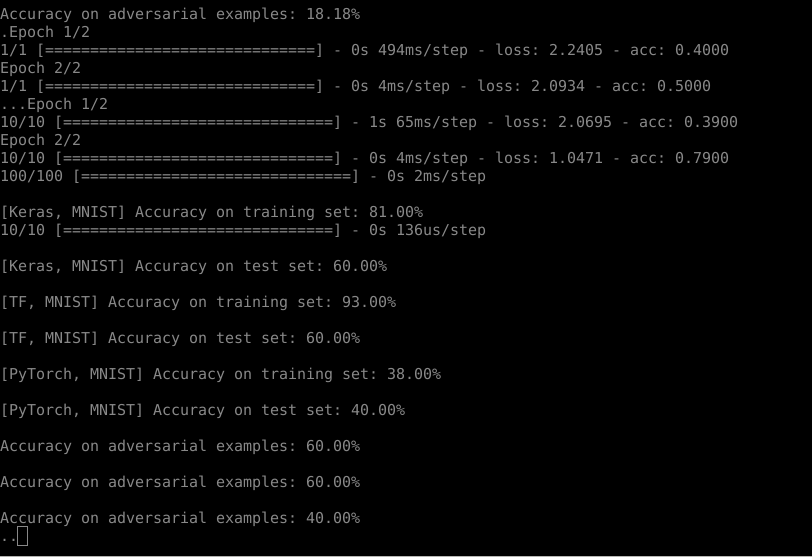 Accuracy on adversarial examples: 18.18%
.Epoch 1/2
1/1 [==============================] - 0s 494ms/step - loss: 2.2405 - acc: 0.4000
Epoch 2/2
1/1 [==============================] - 0s 4ms/step - loss: 2.0934 - acc: 0.5000
...Epoch 1/2
10/10 [==============================] - 1s 65ms/step - loss: 2.0695 - acc: 0.3900
Epoch 2/2
10/10 [==============================] - 0s 4ms/step - loss: 1.0471 - acc: 0.7900
100/100 [==============================] - 0s 2ms/step
[Keras, MNIST] Accuracy on training set: 81.00%
10/10 [==============================] - 0s 136us/step
[Keras, MNIST] Accuracy on test set: 60.00%
[TF, MNIST] Accuracy on training set: 93.00%
[TF, MNIST] Accuracy on test set: 60.00%
[PyTorch, MNIST] Accuracy on training set: 38.00%
[PyTorch, MNIST] Accuracy on test set: 40.00%
Accuracy on adversarial examples: 60.00%
Accuracy on adversarial examples: 60.00%
Accuracy on adversarial examples: 40.00%
..